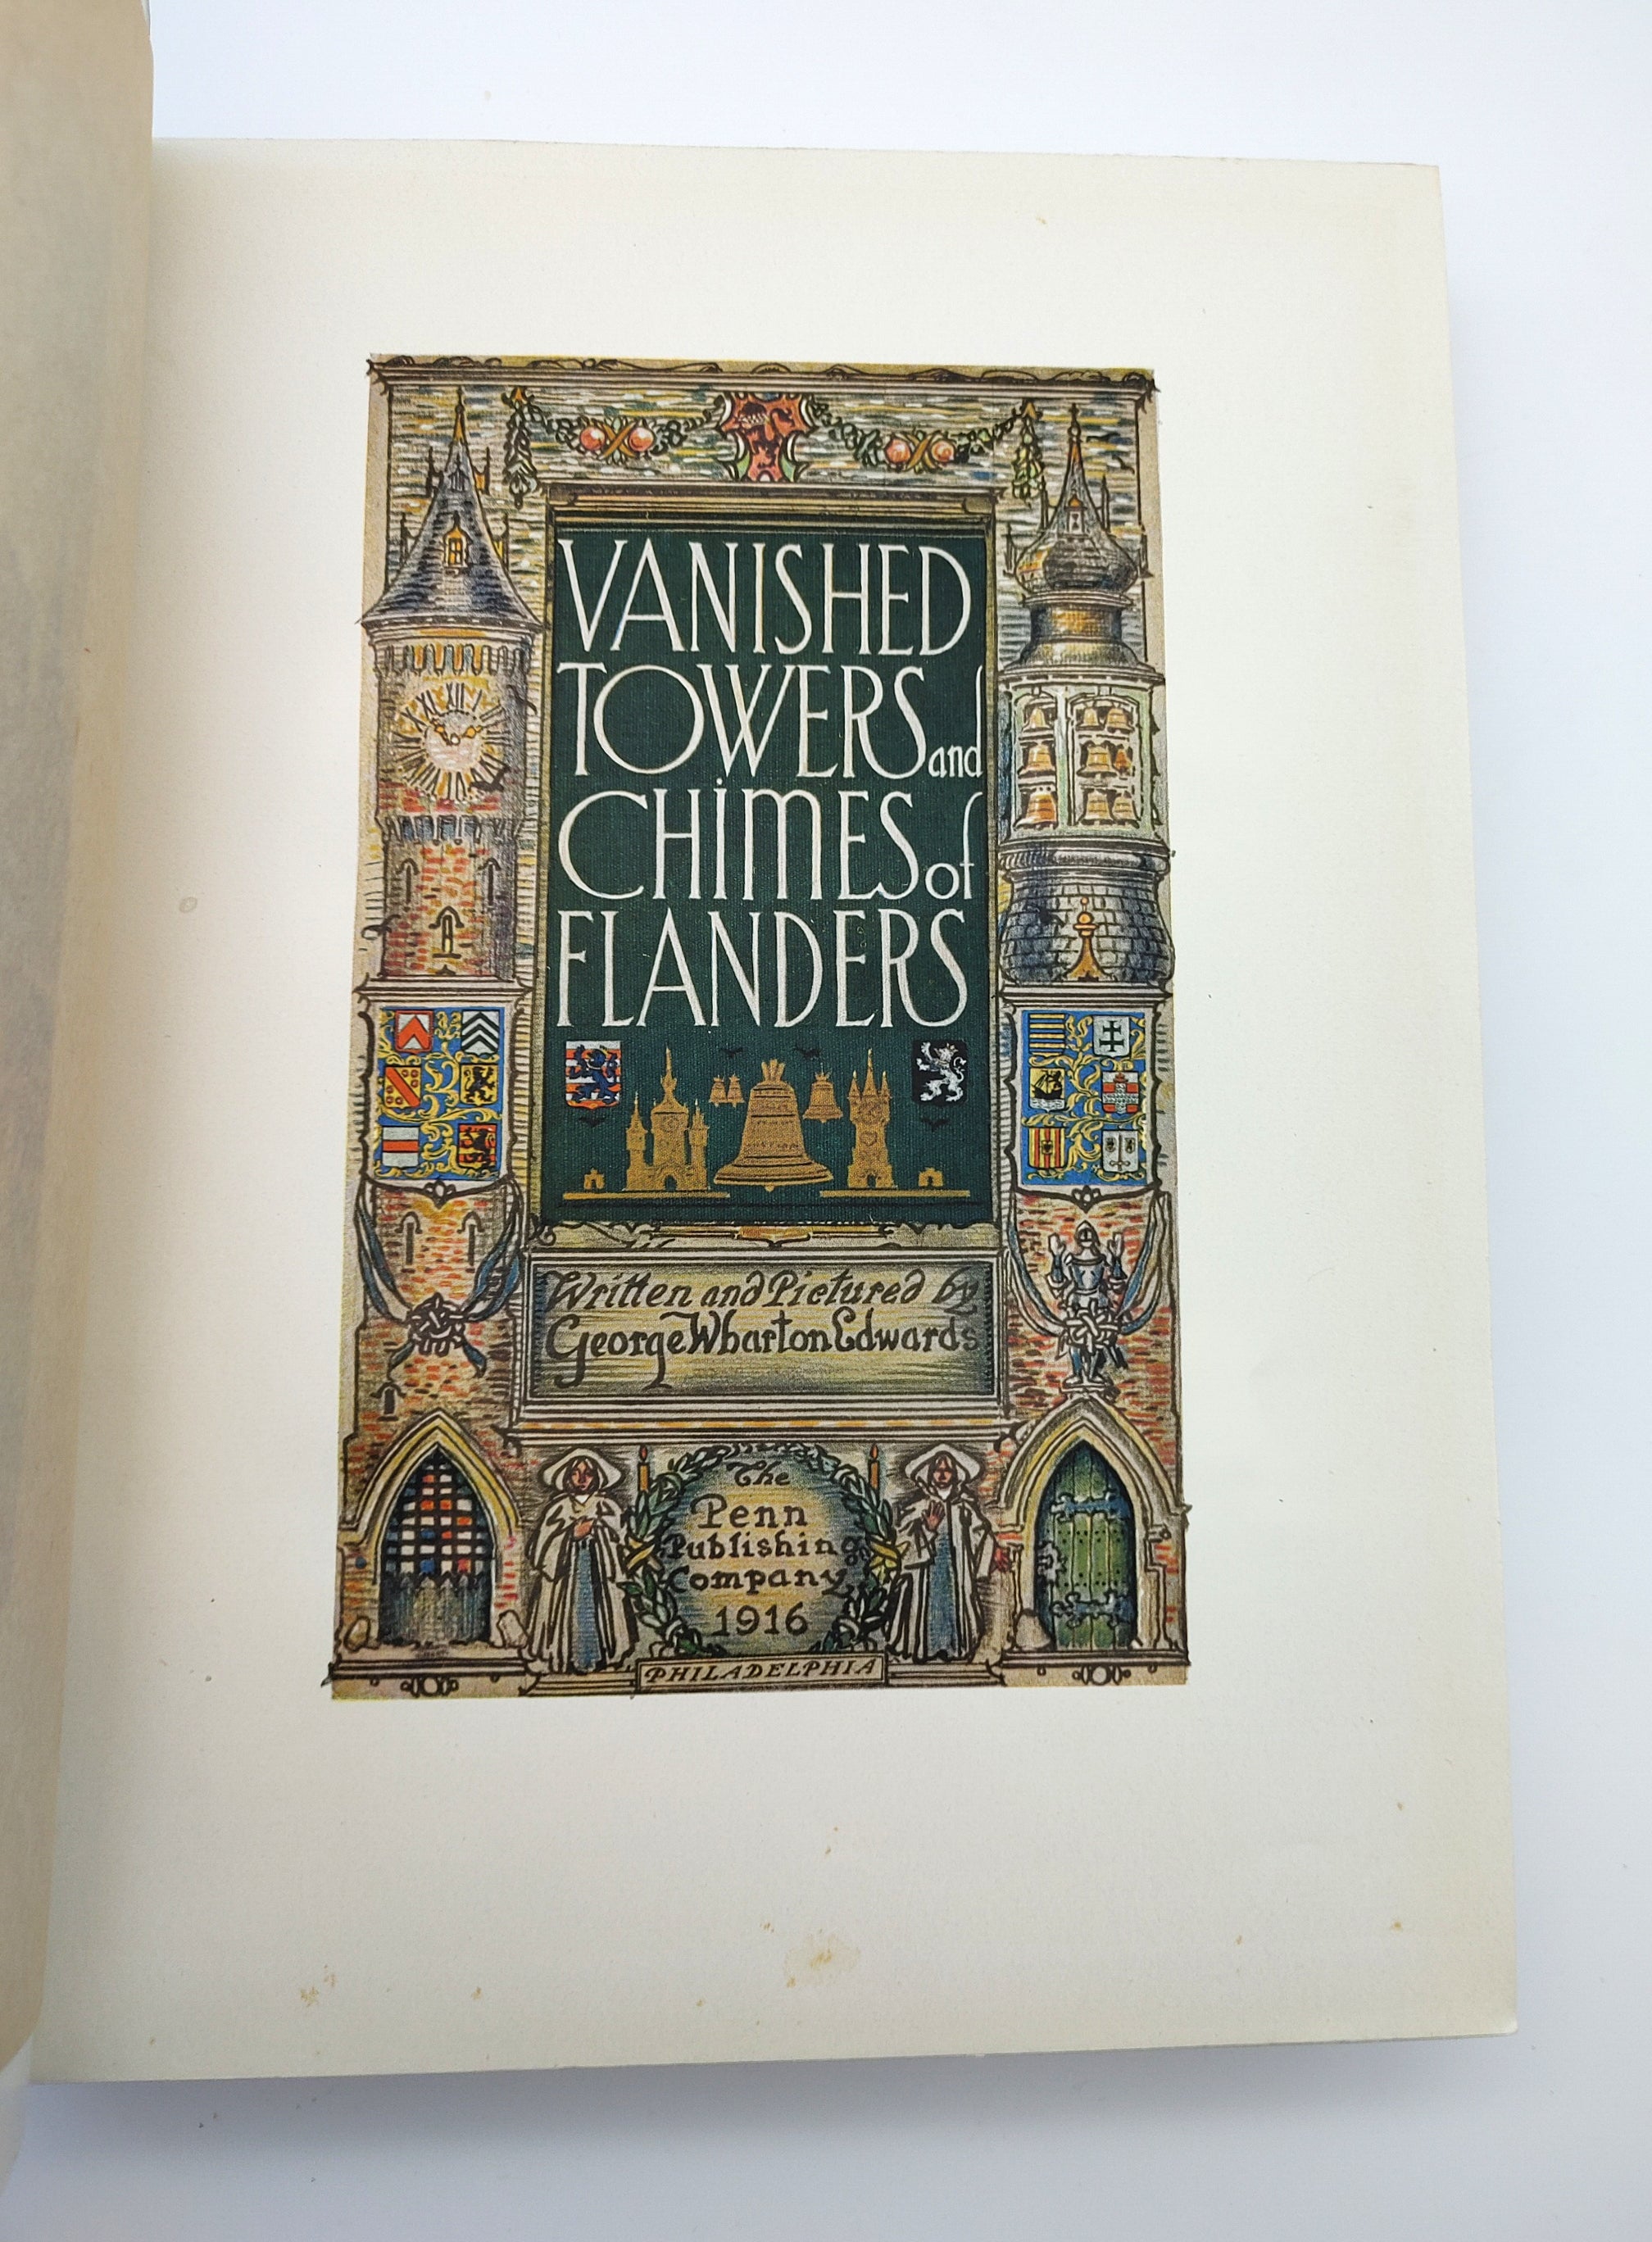 VANISHED
TOWERS and
CHIMES of
FLANDERS
Written and Pictured by
George Wharton Edwards
The
Penn
Publishing
Company
1916
PHILADELPHIA